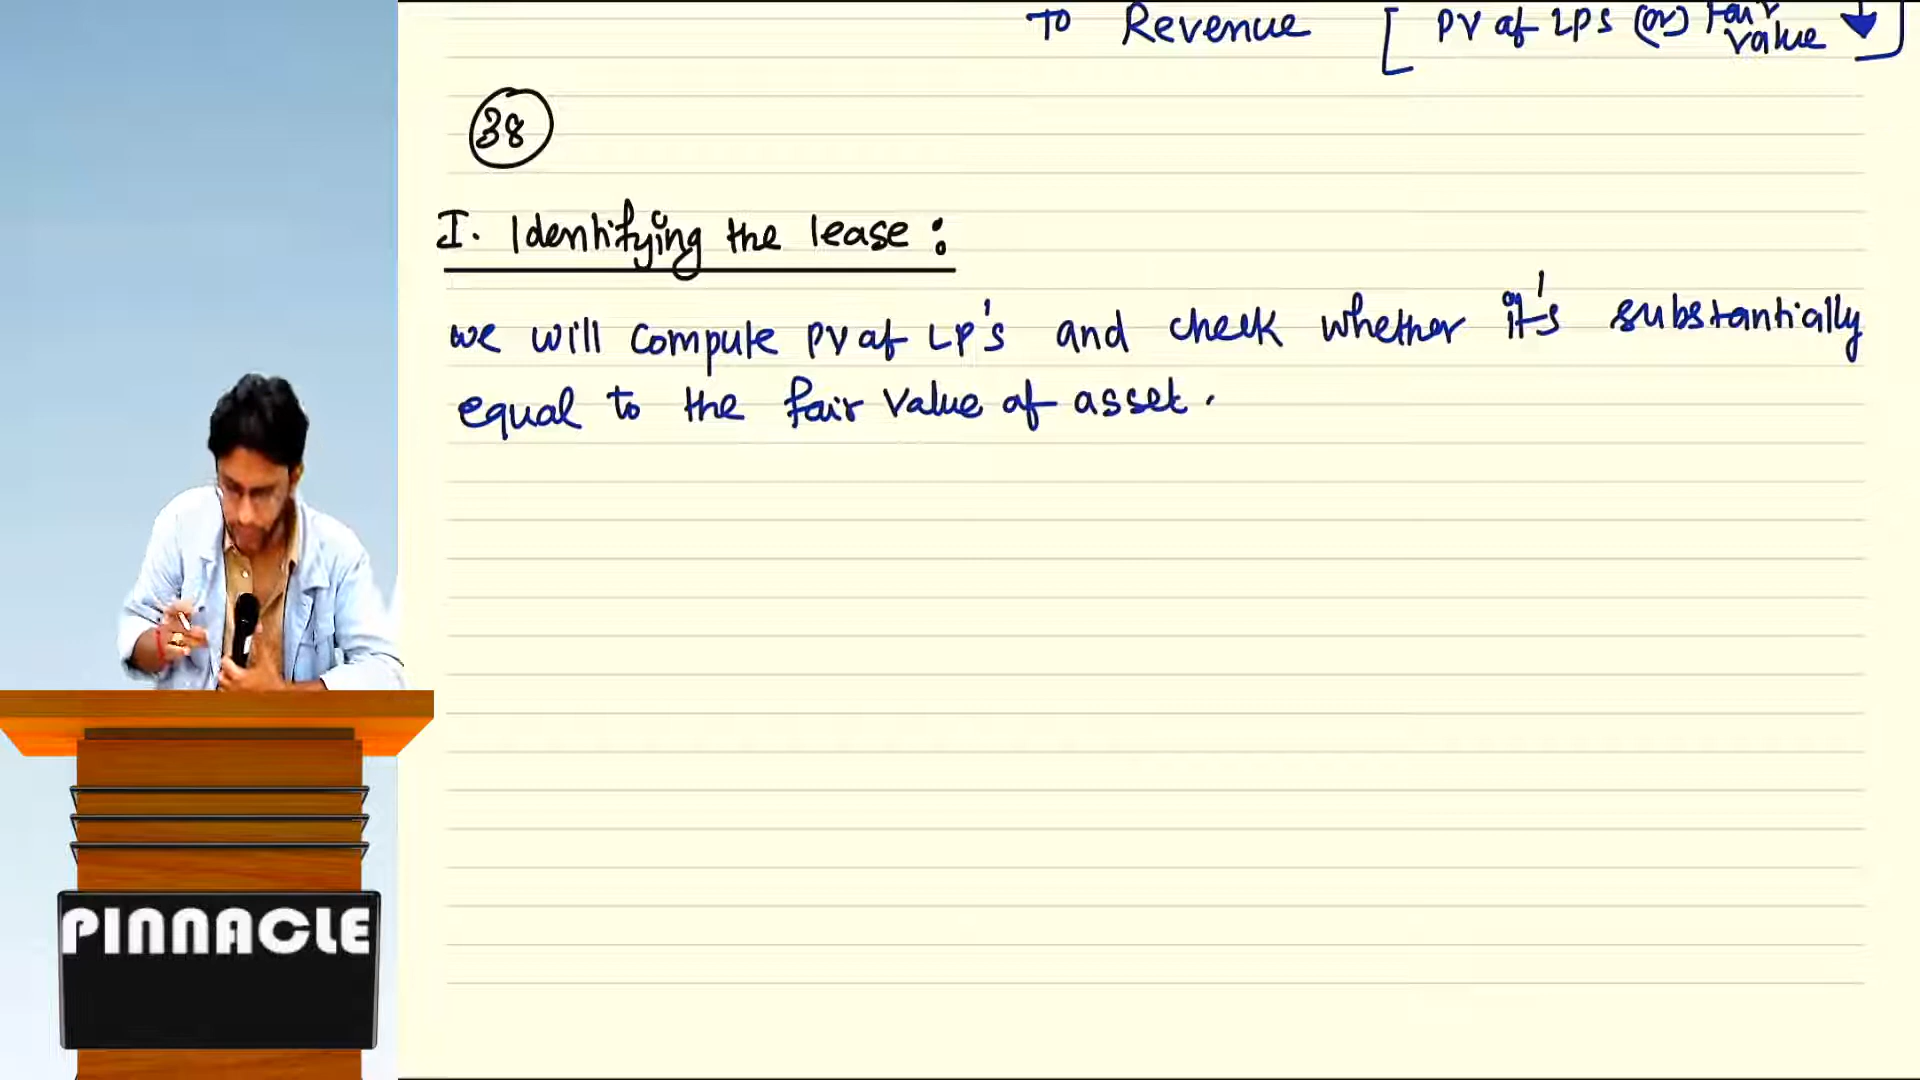 To Revenue [ PV of LPS (or) Fair value ↓ ]
38
I. Identifying the lease :
we will compute PV of LP's and check whether it's substantially
equal to the fair value of asset.
PINNACLE